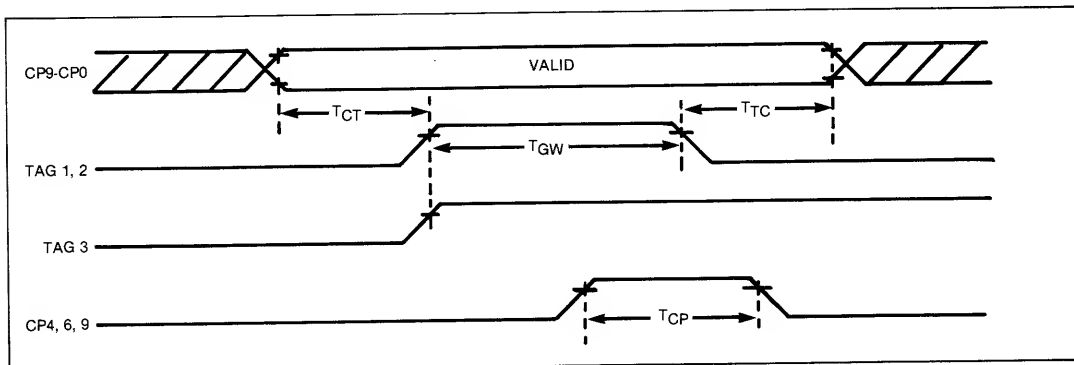 CP9-CP0
VALID
TCT
TTC
TAG 1, 2
TGW
TAG 3
CP4, 6, 9
TCP